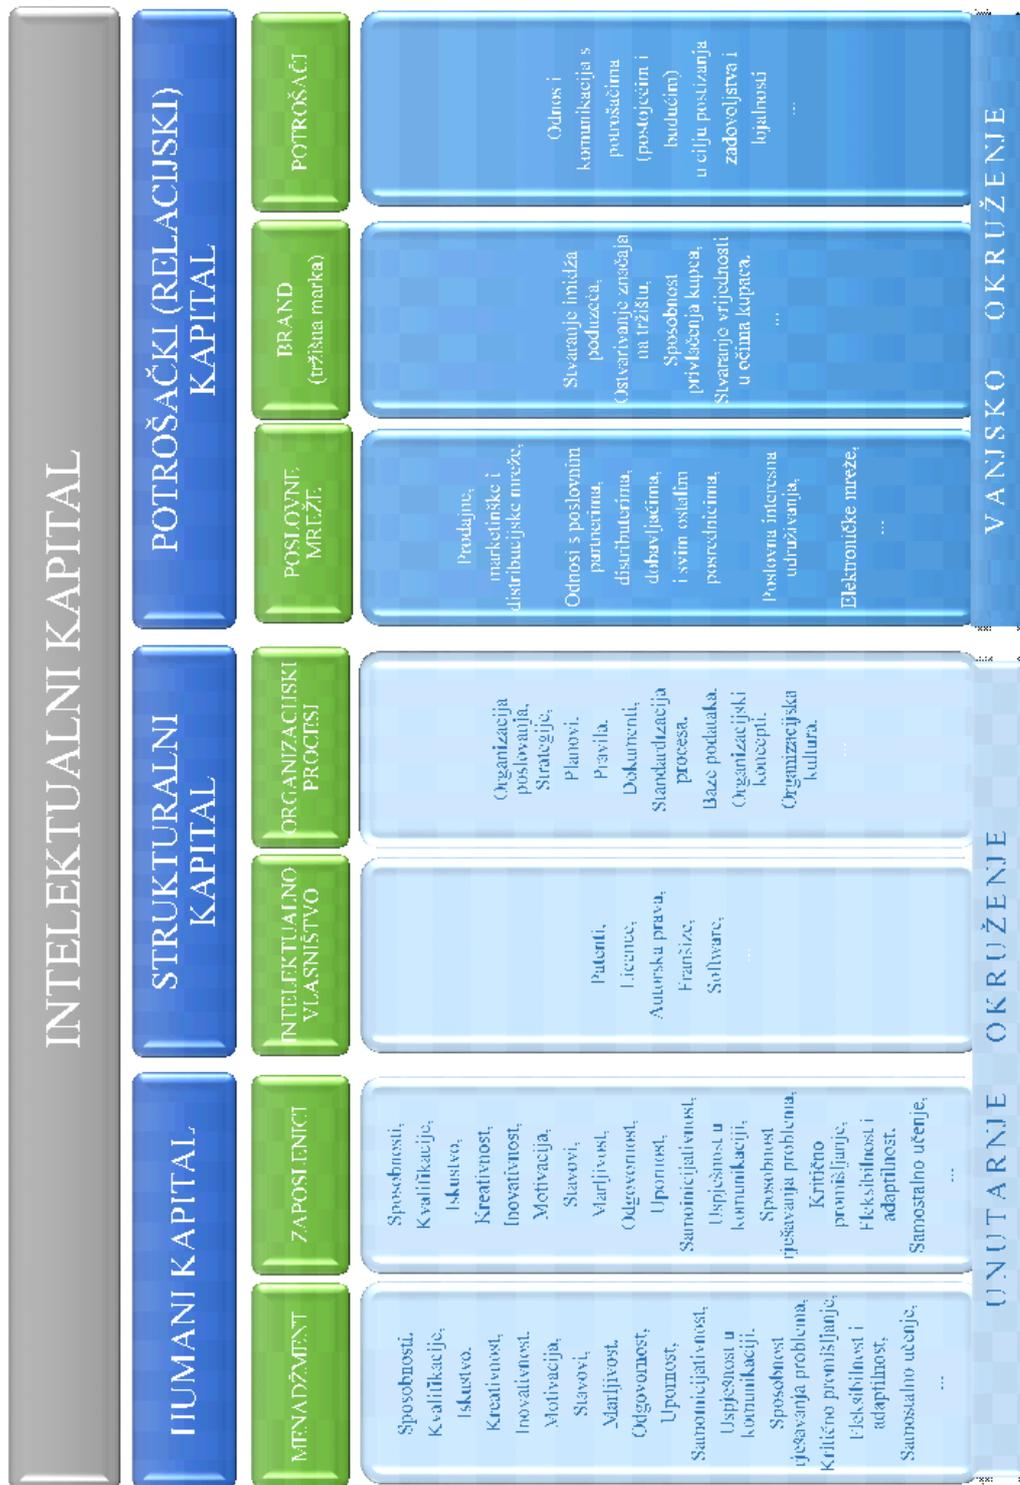 INTELEKTUALNI KAPITAL
HUMANI KAPITAL
STRUKTURALNI
KAPITAL
POTROŠAČKI (RELACIJSKI)
KAPITAL
MENADŽMENT
ZAPOSLENICI
INTELEKTUALNO
VLASNIŠTVO
ORGANIZACIJSKI
PROCESI
POSLOVNE
MREŽE
BRAND
(tržišna marka)
POTROŠAČI
Sposobnosti.
Kvalifikacije,
Iskustvo.
Kreativnost,
Inovativnost.
Motivacija,
Stavovi,
Marljivost.
Odgovornost,
Upornost,
Samoinicijativnost,
Uspješnost u
komunikaciji.
Sposobnost
rješavanja problema,
Kritično promišljanje,
Fleksibilnost i
adaptilnost,
Samostalno učenje,
...
Sposobnosti,
Kvalifikacije,
Iskustvo,
Kreativnost,
Inovativnost,
Motivacija,
Stavovi,
Marljivost,
Odgovornost,
Upornost,
Samoinicijativnost,
Uspješnost u
komunikaciji,
Sposobnost
rješavanja problema,
Kritično
promišljanje,
Fleksibilnost i
adaptilnost.
Samostalno učenje,
...
Patenti,
Licence,
Autorska prava,
Franšize,
Software,
...
Organizacija
poslovanja,
Strategije,
Planovi.
Pravila.
Dokumenti,
Standardizacija
procesa.
Baze podataka.
Organizacijski
koncepti.
Organizacijska
kultura.
...
Prodajne,
marketinške i
distribucijske mreže,
Odnosi s poslovnim
partnerima,
distributerima,
dobavljačima,
i svim ostalim
posrednicima,
Poslovna interesna
udruživanja,
Elektroničke mreže,
...
Stvaranje imidža
poduzeća,
Ostvarivanje značaja
na tržištu,
Sposobnost
privlačenja kupca,
Stvaranje vrijednosti
u očima kupaca.
...
Odnos i
komunikacija s
potrošačima
(postojećim i
budućim)
u cilju postizanja
zadovoljstva i
lojalnosti
...
UNUTARNJE OKRUŽENJE
VANJSKO OKRUŽENJE